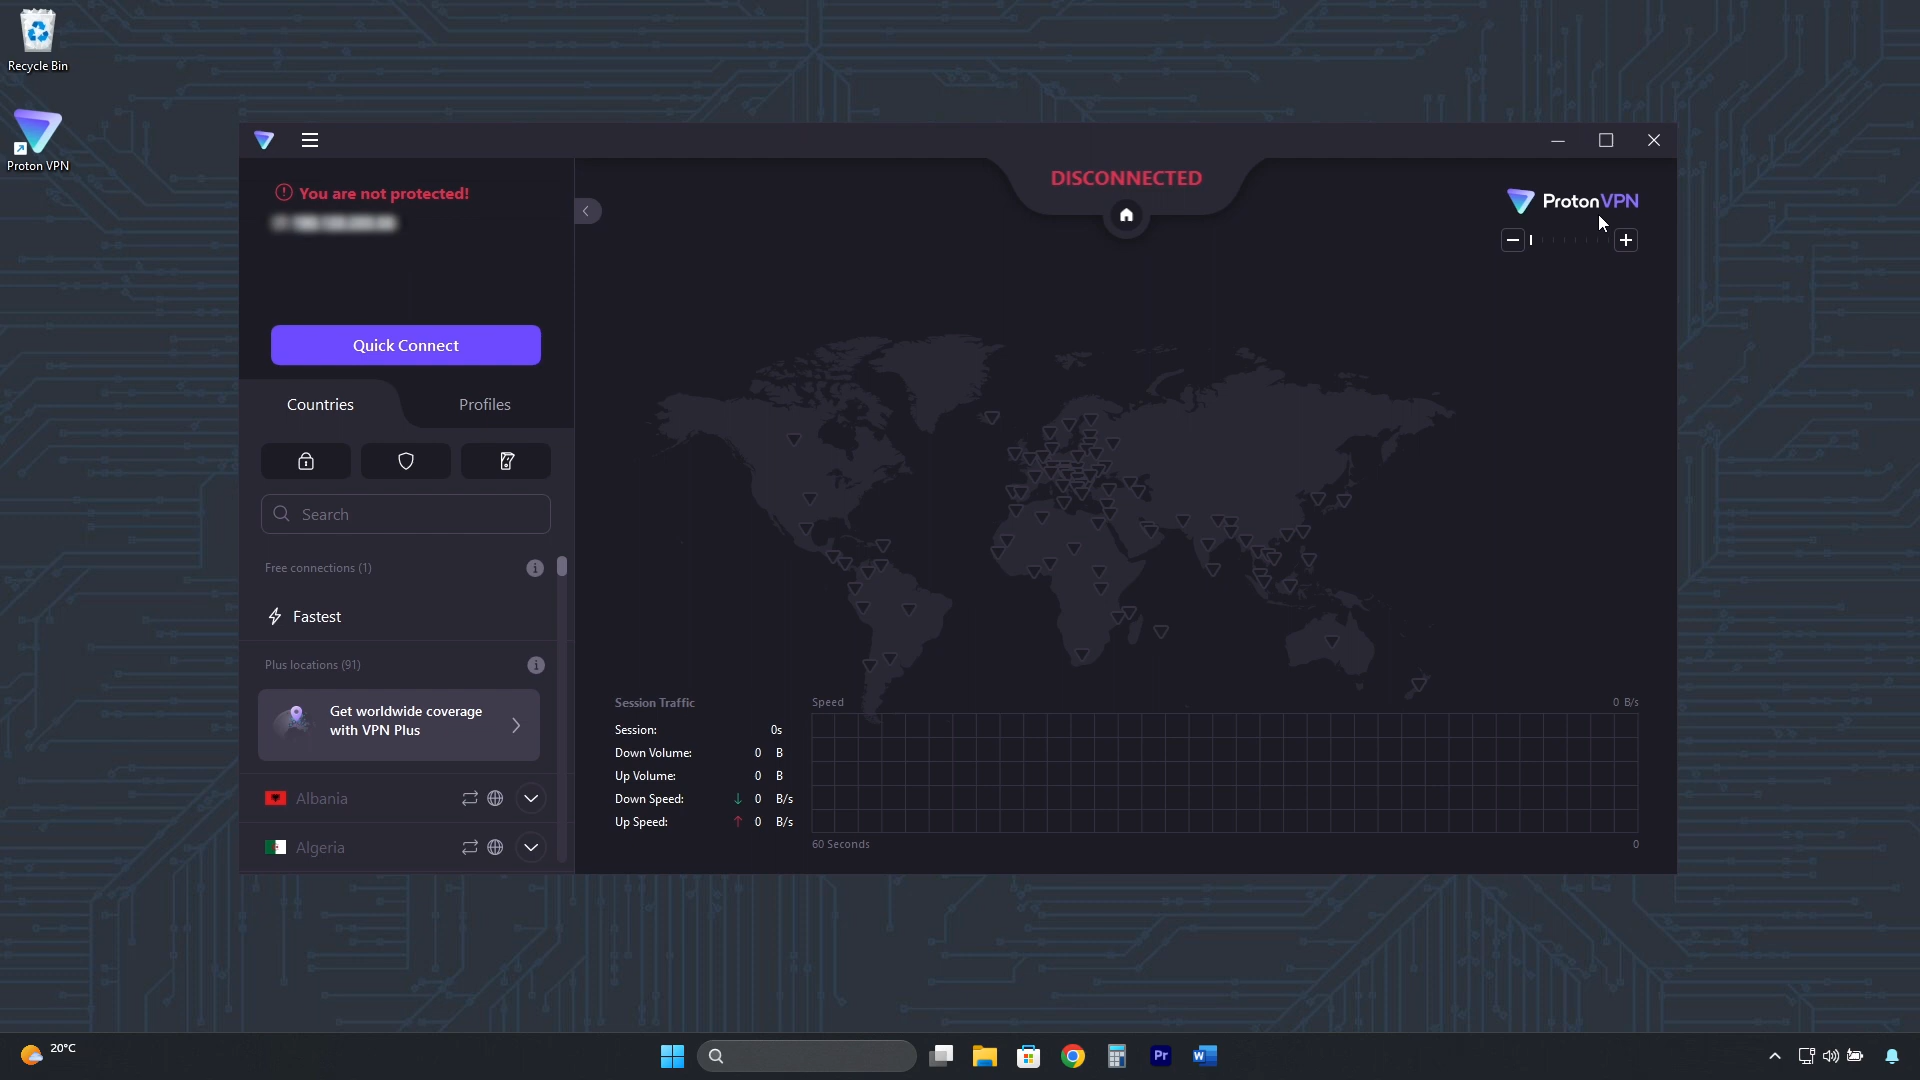 Recycle Bin
Proton VPN
You are not protected!
Quick Connect
Countries
Profiles
Search
Free connections (1)
Fastest
Plus locations (91)
Get worldwide coverage
with VPN Plus
Albania
Algeria
DISCONNECTED
ProtonVPN
Session Traffic
Session: 0s
Down Volume: 0 B
Up Volume: 0 B
Down Speed: 0 B/s
Up Speed: 0 B/s
Speed
0 B/s
60 Seconds
0
20°C
Pr
W